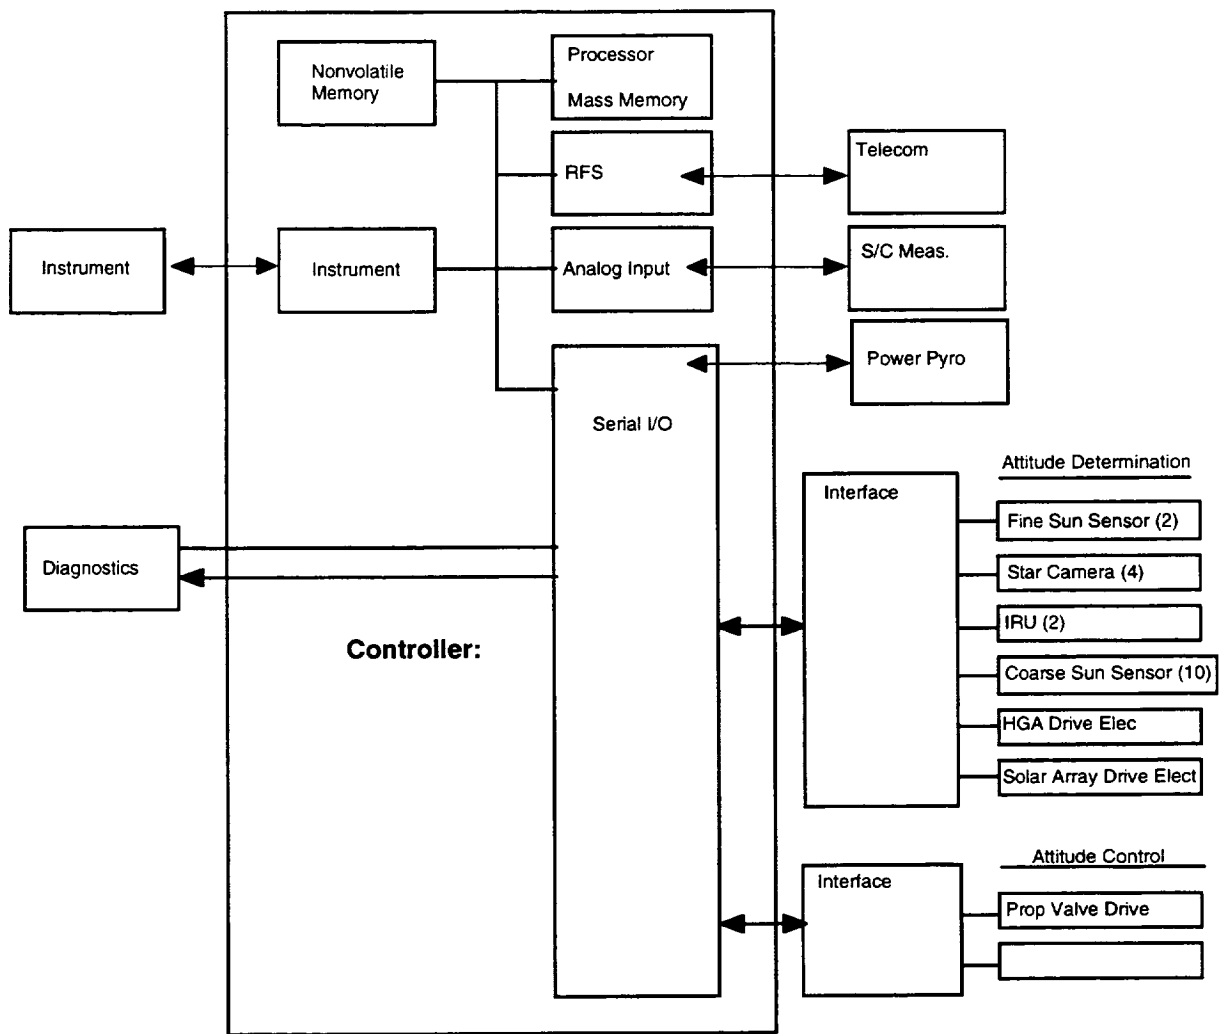 Nonvolatile
Memory
Processor
Mass Memory
RFS
Telecom
Instrument
Instrument
Analog Input
S/C Meas.
Power Pyro
Serial I/O
Attitude Determination
Interface
Fine Sun Sensor (2)
Star Camera (4)
IRU (2)
Coarse Sun Sensor (10)
HGA Drive Elec
Solar Array Drive Elect
Diagnostics
Controller:
Attitude Control
Interface
Prop Valve Drive